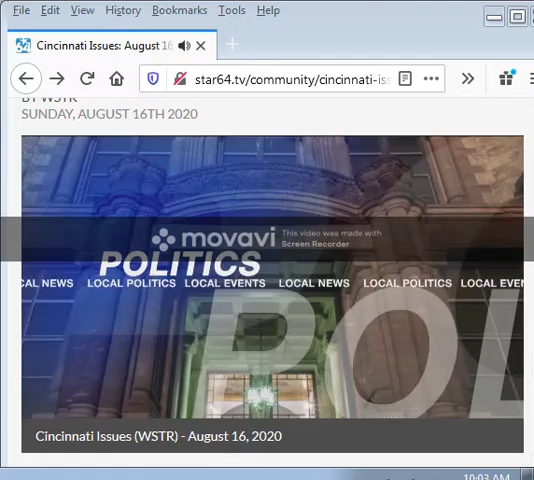 File Edit View History Bookmarks Tools Help
Cincinnati Issues: August 16
star64.tv/community/cincinnati-iss
BY WSTR
SUNDAY, AUGUST 16TH 2020
movavi This video was made with
Screen Recorder
POLITICS
CAL NEWS LOCAL POLITICS LOCAL EVENTS LOCAL NEWS LOCAL POLITICS LOCAL EVEN
POL
Cincinnati Issues (WSTR) - August 16, 2020
10:03 AM